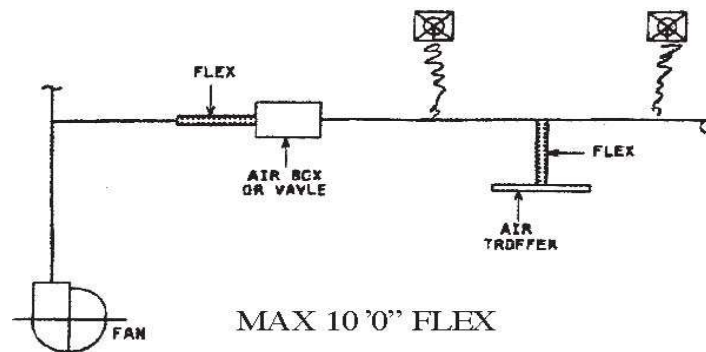 FLEX
AIR BOX
OR VAVLE
FLEX
AIR
TROFFER
FAN
MAX 10 '0" FLEX